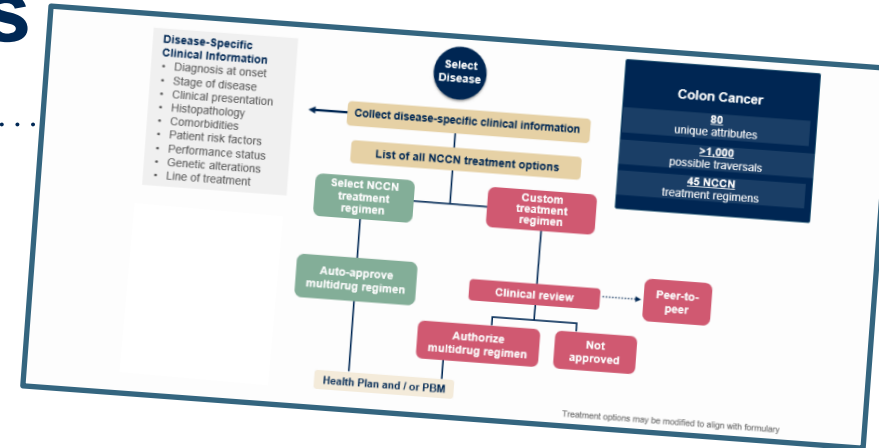 s
Disease-Specific
Clinical Information
• Diagnosis at onset
• Stage of disease
• Clinical presentation
• Histopathology
• Comorbidities
• Patient risk factors
• Performance status
• Genetic alterations
• Line of treatment
Select
Disease
Collect disease-specific clinical information
List of all NCCN treatment options
Select NCCN
treatment
regimen
Custom
treatment
regimen
Auto-approve
multidrug regimen
Clinical review
Peer-to-
peer
Authorize
multidrug regimen
Not
approved
Health Plan and / or PBM
Colon Cancer
80
unique attributes
>1,000
possible traversals
45 NCCN
treatment regimens
Treatment options may be modified to align with formulary